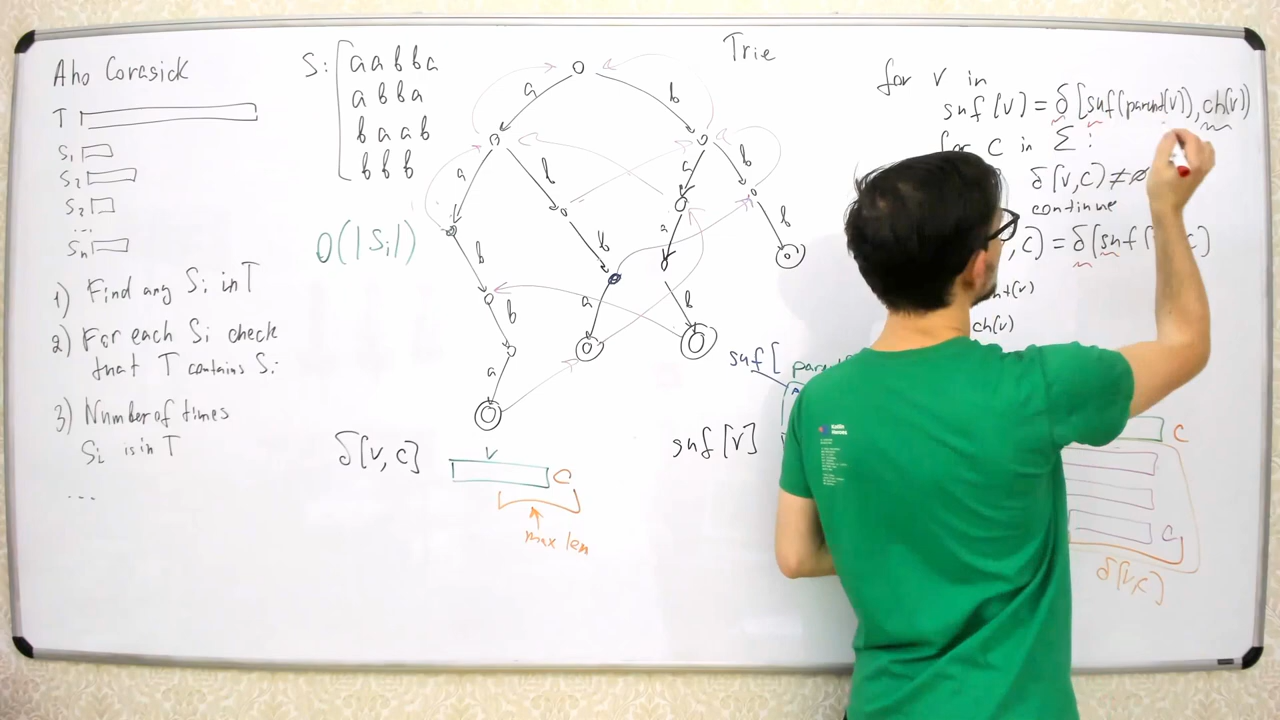 Aho Corasick
T
S1
S2
S2
...
Sn
1) Find any Si in T
2) For each Si check
that T contains Si
3) Number of times
Si is in T
...
S:
aabba
abba
baab
bbb
O(|Si|)
Trie
a
b
a
b
a
b
b
b
a
b
b
a
b
a
δ[v,c]
v
c
max len
suf[
suf[v]
for v in
suf[v] = δ[suf(parent(v)), ch(v)]
for c in Σ:
δ[v,c) ≠ ∅
continue
, c) = δ[suf
ch(v)
Kotlin
Heroes
c
c
δ[v,c]